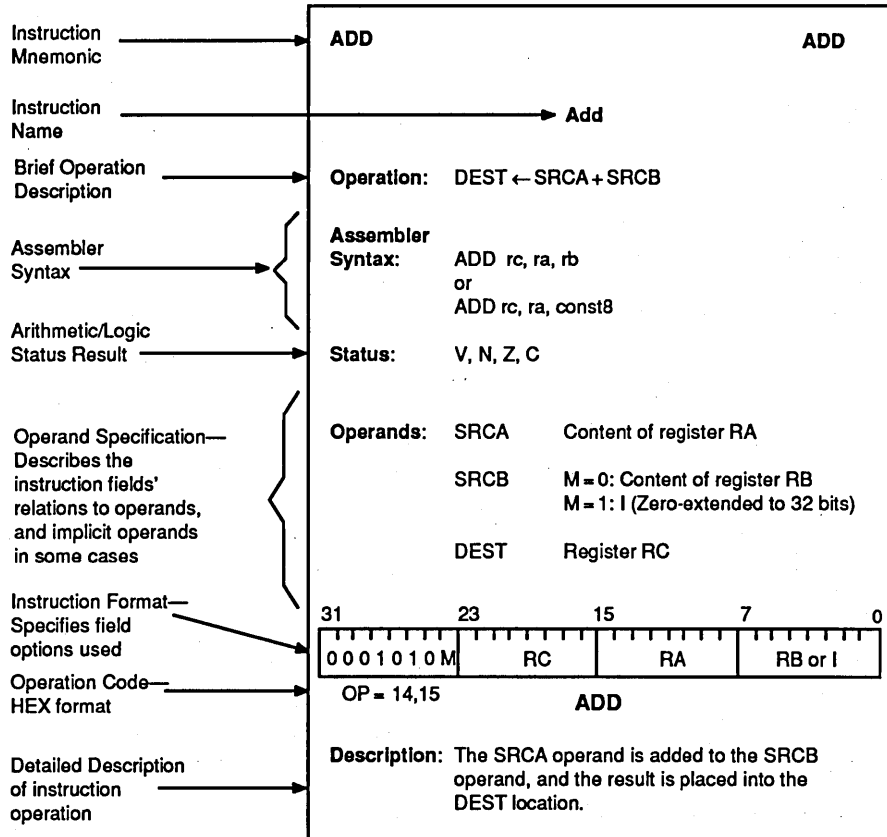 Instruction
Mnemonic
ADD ADD
Instruction
Name
Add
Brief Operation
Description
Operation: DEST ← SRCA + SRCB
Assembler
Syntax
Assembler
Syntax: ADD rc, ra, rb
or
ADD rc, ra, const8
Arithmetic/Logic
Status Result
Status: V, N, Z, C
Operand Specification—
Describes the
instruction fields'
relations to operands,
and implicit operands
in some cases
Operands: SRCA Content of register RA
SRCB M = 0: Content of register RB
M = 1: I (Zero-extended to 32 bits)
DEST Register RC
Instruction Format—
Specifies field
options used
31 23 15 7 0
0 0 0 1 0 1 0 M RC RA RB or I
Operation Code—
HEX format
OP = 14,15 ADD
Detailed Description
of instruction
operation
Description: The SRCA operand is added to the SRCB
operand, and the result is placed into the
DEST location.